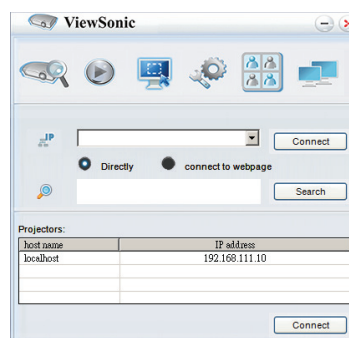 ViewSonic
IP
Connect
Directly connect to webpage
Search
Projectors:
host name IP address
localhost 192.168.111.10
Connect